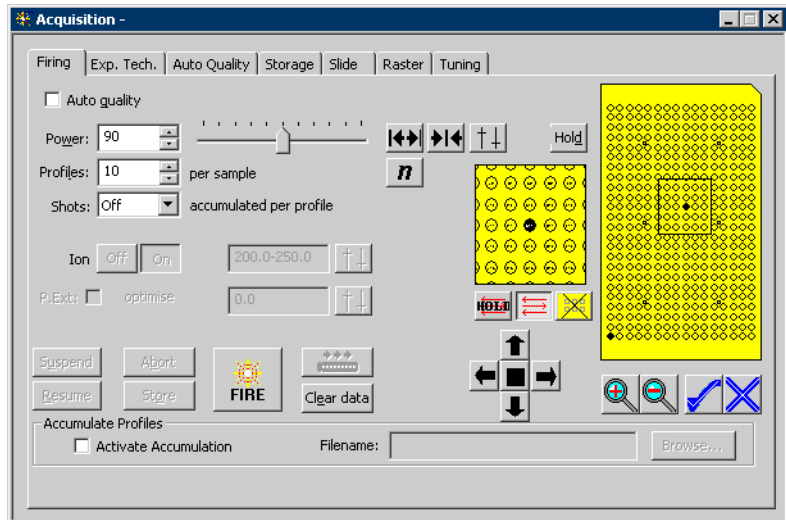 Acquisition -
Firing Exp. Tech. Auto Quality Storage Slide Raster Tuning
Auto quality
Power: 90 Hold
Profiles: 10 per sample n
Shots: Off accumulated per profile
Ion Off On 200.0-250.0
P.Ext: optimise 0.0
HOLD
Suspend Abort
Resume Store FIRE Clear data
Accumulate Profiles
Activate Accumulation Filename: Browse...